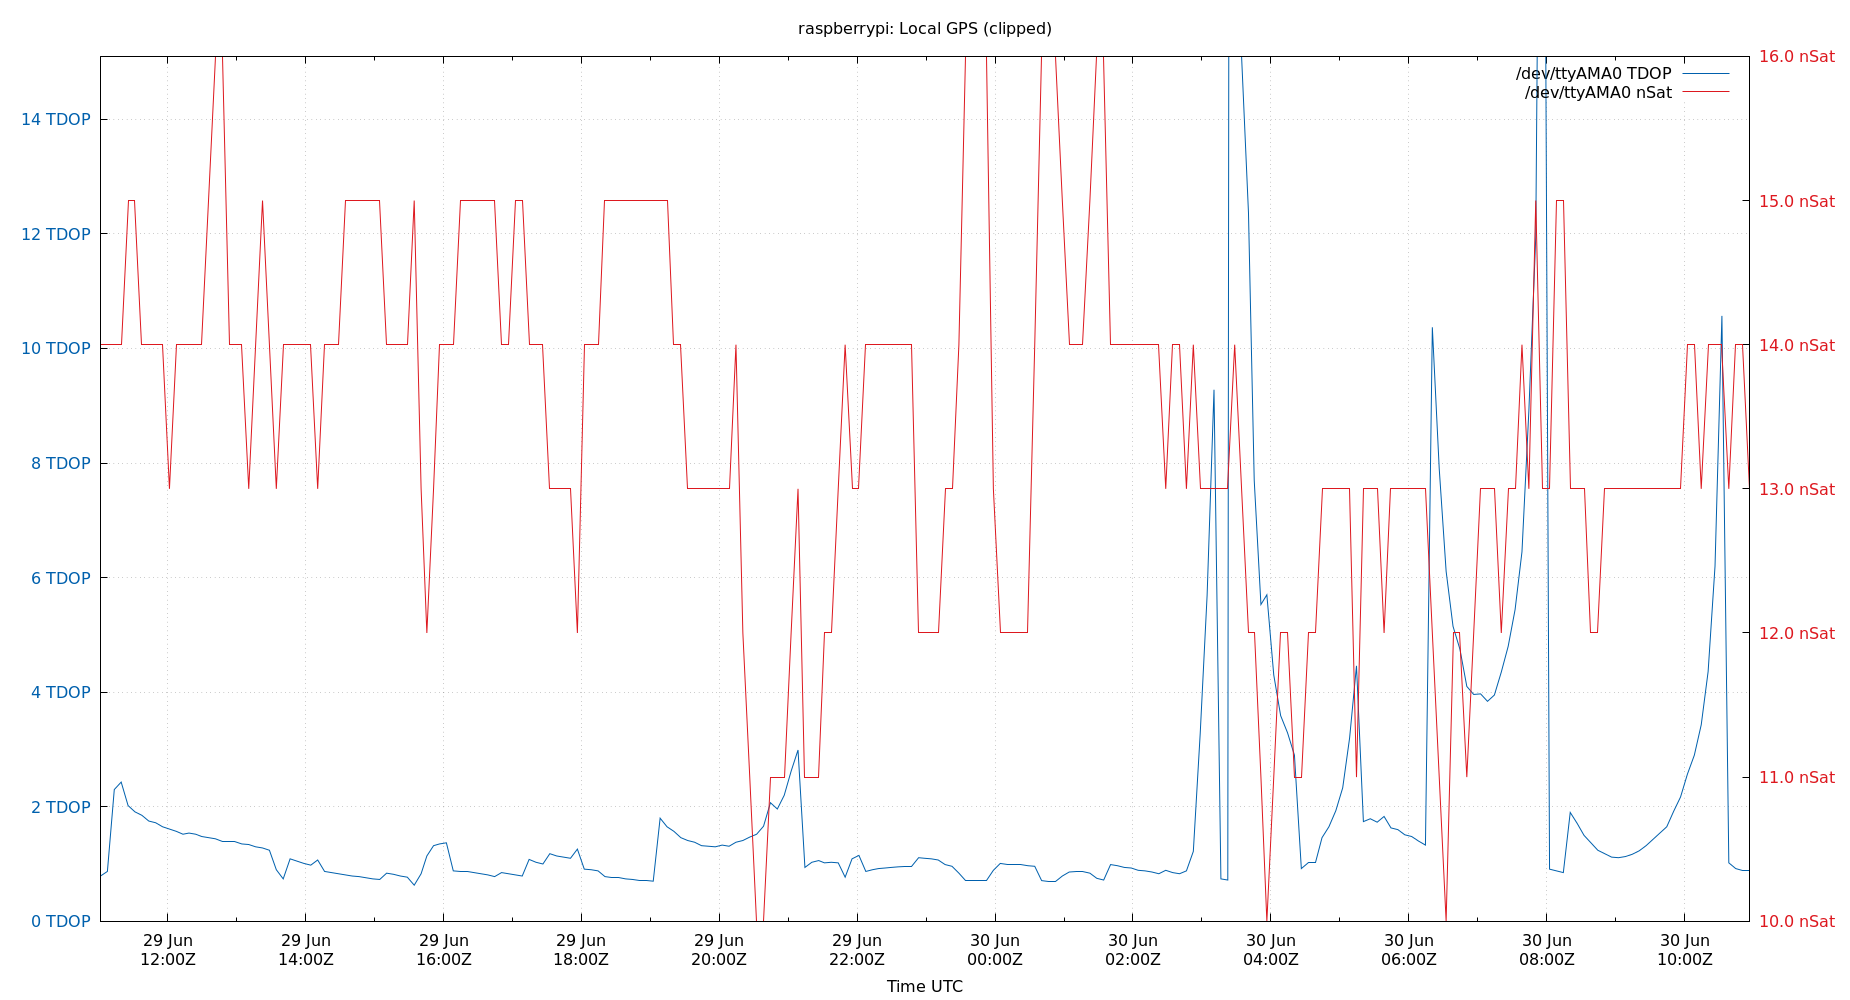 raspberrypi: Local GPS (clipped)
16.0 nSat
/dev/ttyAMA0 TDOP
/dev/ttyAMA0 nSat
14 TDOP
15.0 nSat
12 TDOP
10 TDOP
14.0 nSat
8 TDOP
13.0 nSat
6 TDOP
12.0 nSat
4 TDOP
11.0 nSat
2 TDOP
0 TDOP
10.0 nSat
29 Jun 29 Jun 29 Jun 29 Jun 29 Jun 29 Jun 30 Jun 30 Jun 30 Jun 30 Jun 30 Jun 30 Jun
12:00Z 14:00Z 16:00Z 18:00Z 20:00Z 22:00Z 00:00Z 02:00Z 04:00Z 06:00Z 08:00Z 10:00Z
Time UTC